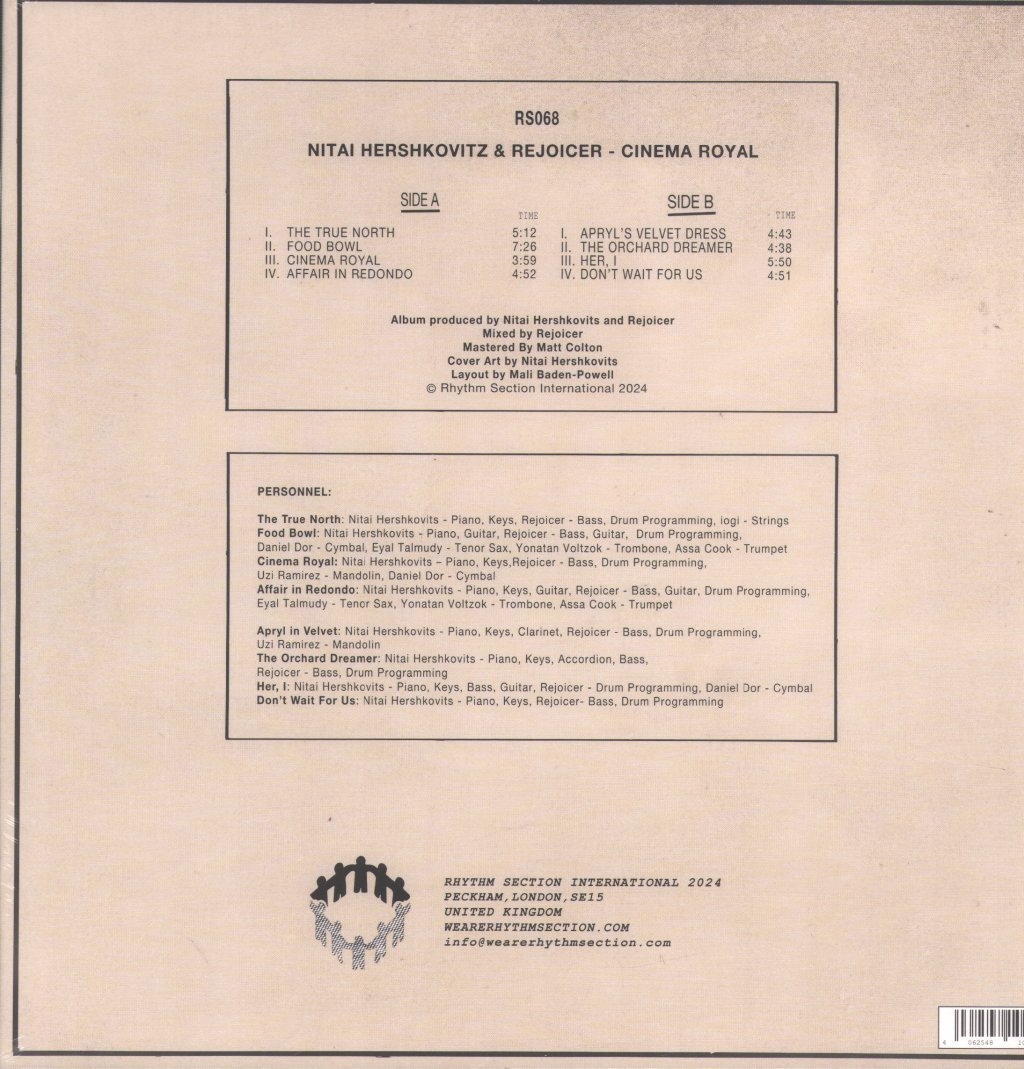 RS068
NITAI HERSHKOVITZ & REJOICER - CINEMA ROYAL
SIDE A
TIME
I. THE TRUE NORTH 5:12
II. FOOD BOWL 7:26
III. CINEMA ROYAL 3:59
IV. AFFAIR IN REDONDO 4:52
SIDE B
TIME
I. APRYL'S VELVET DRESS 4:43
II. THE ORCHARD DREAMER 4:38
III. HER, I 5:50
IV. DON'T WAIT FOR US 4:51
Album produced by Nitai Hershkovits and Rejoicer
Mixed by Rejoicer
Mastered By Matt Colton
Cover Art by Nitai Hershkovits
Layout by Mali Baden-Powell
© Rhythm Section International 2024
PERSONNEL:
The True North: Nitai Hershkovits - Piano, Keys, Rejoicer - Bass, Drum Programming, iogi - Strings
Food Bowl: Nitai Hershkovits - Piano, Guitar, Rejoicer - Bass, Guitar, Drum Programming,
Daniel Dor - Cymbal, Eyal Talmudy - Tenor Sax, Yonatan Voltzok - Trombone, Assa Cook - Trumpet
Cinema Royal: Nitai Hershkovits – Piano, Keys,Rejoicer - Bass, Drum Programming,
Uzi Ramirez - Mandolin, Daniel Dor - Cymbal
Affair in Redondo: Nitai Hershkovits - Piano, Keys, Guitar, Rejoicer - Bass, Guitar, Drum Programming,
Eyal Talmudy - Tenor Sax, Yonatan Voltzok - Trombone, Assa Cook - Trumpet
Apryl in Velvet: Nitai Hershkovits - Piano, Keys, Clarinet, Rejoicer - Bass, Drum Programming,
Uzi Ramirez - Mandolin
The Orchard Dreamer: Nitai Hershkovits - Piano, Keys, Accordion, Bass,
Rejoicer - Bass, Drum Programming
Her, I: Nitai Hershkovits - Piano, Keys, Bass, Guitar, Rejoicer - Drum Programming, Daniel Dor - Cymbal
Don't Wait For Us: Nitai Hershkovits - Piano, Keys, Rejoicer- Bass, Drum Programming
RHYTHM SECTION INTERNATIONAL 2024
PECKHAM,LONDON,SE15
UNITED KINGDOM
WEARERHYTHMSECTION.COM
info@wearerhythmsection.com
4 062548 10